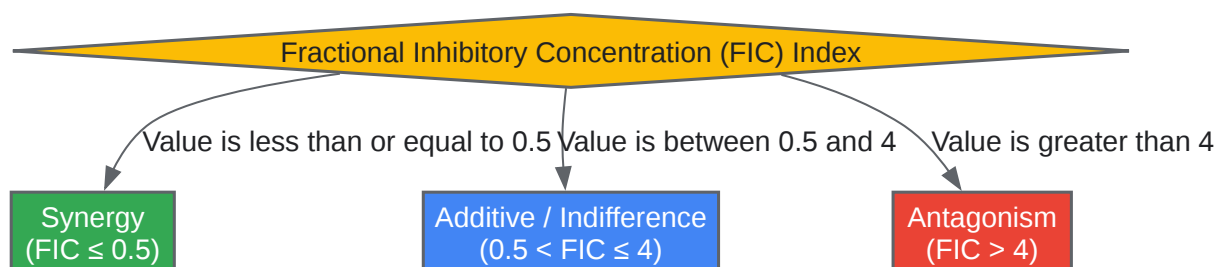 Fractional Inhibitory Concentration (FIC) Index
Value is less than or equal to 0.5
Value is between 0.5 and 4
Value is greater than 4
Synergy
(FIC ≤ 0.5)
Additive / Indifference
(0.5 < FIC ≤ 4)
Antagonism
(FIC > 4)